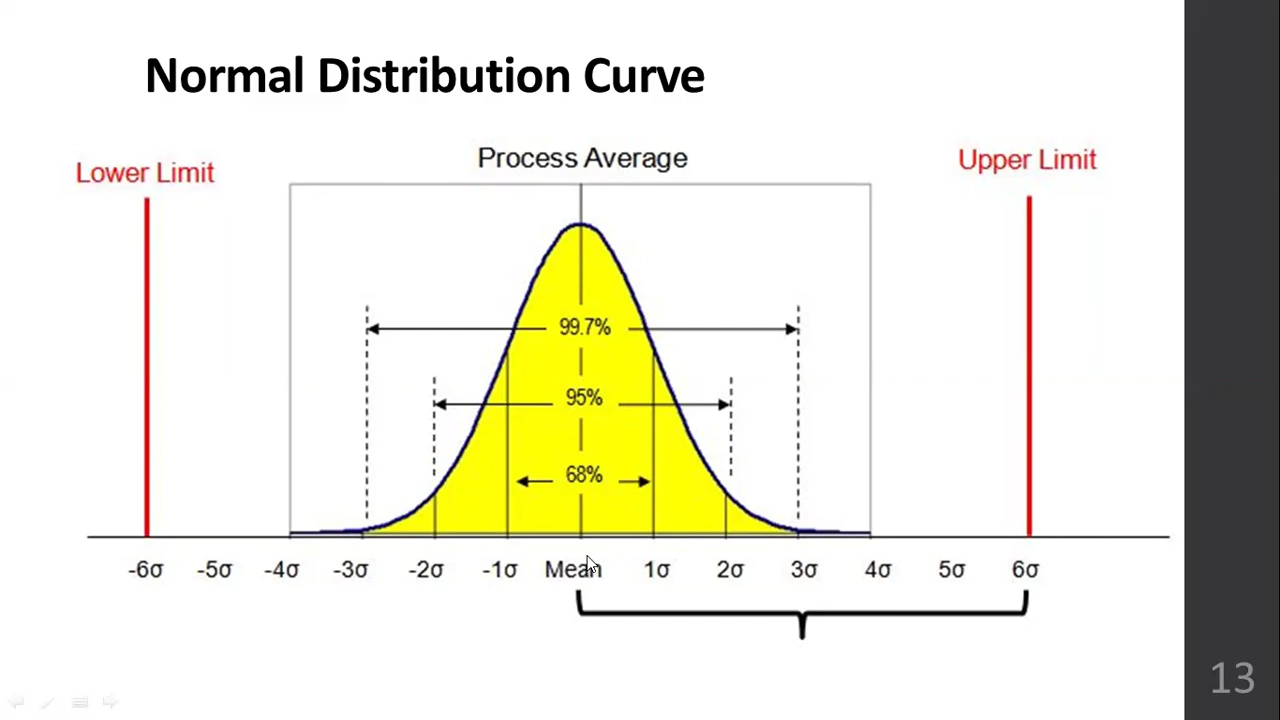 Normal Distribution Curve
Process Average
Lower Limit
Upper Limit
99.7%
95%
68%
-6σ -5σ -4σ -3σ -2σ -1σ Mean 1σ 2σ 3σ 4σ 5σ 6σ
13